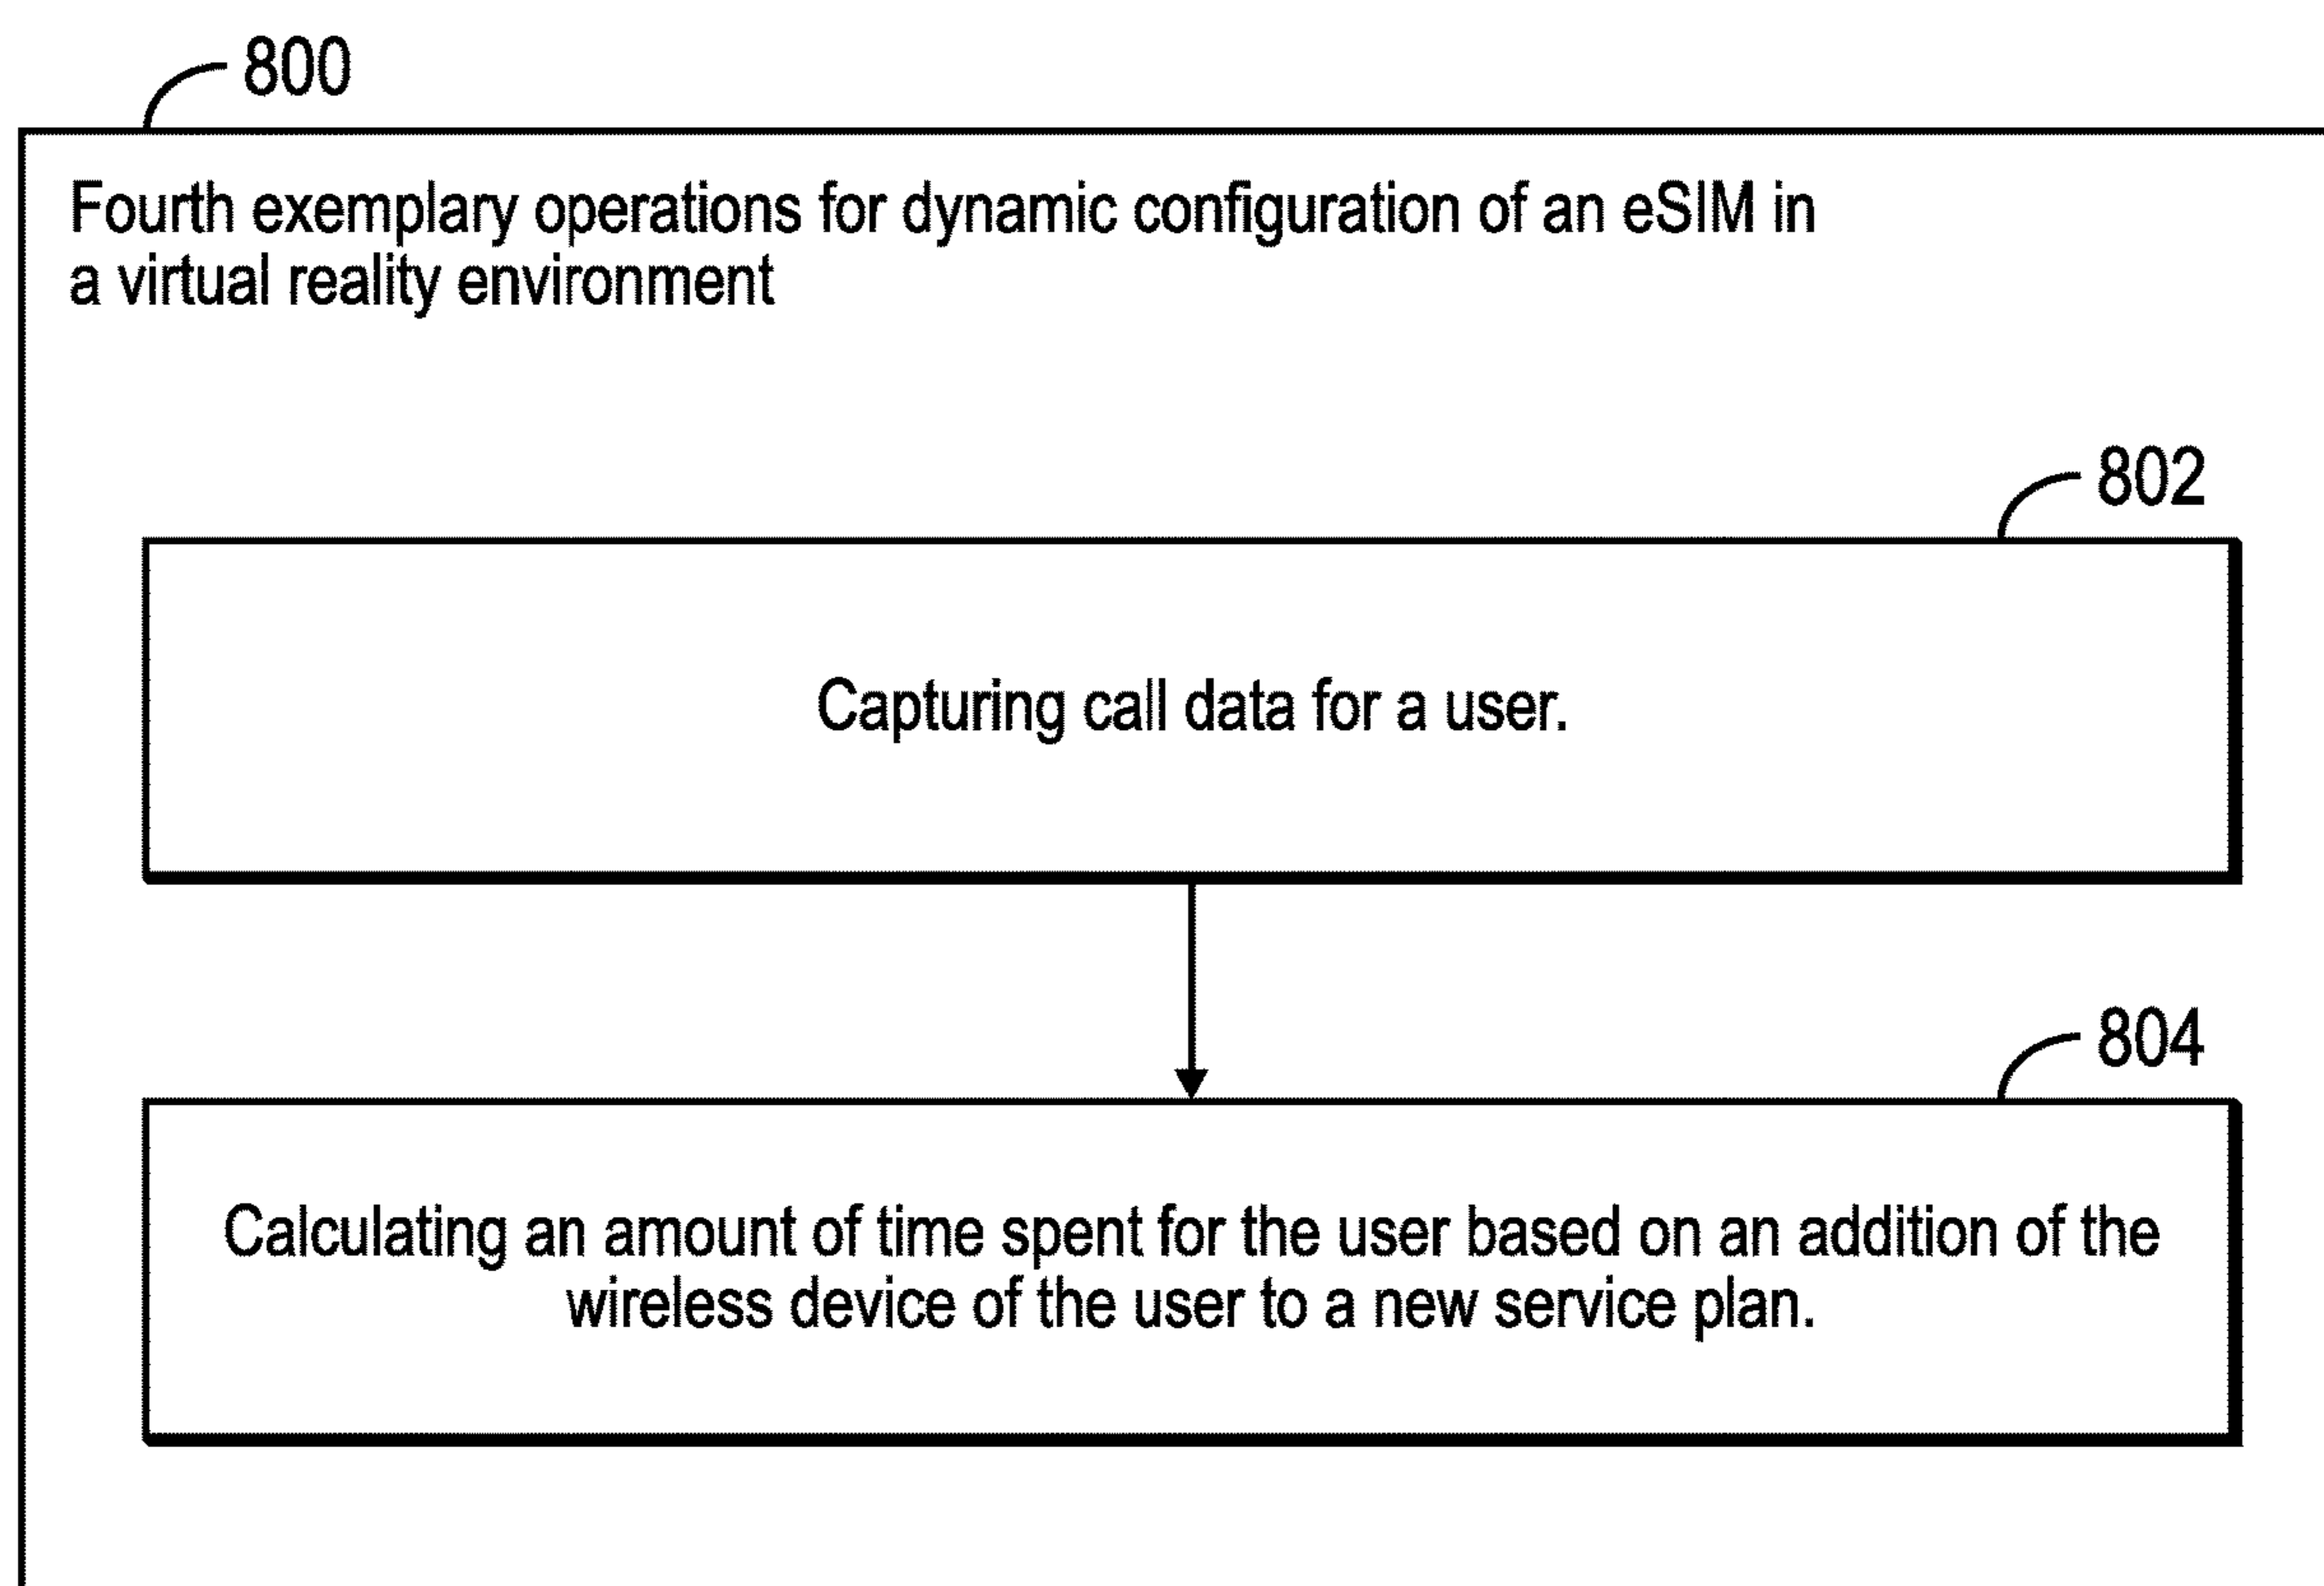 800
Fourth exemplary operations for dynamic configuration of an eSIM in
a virtual reality environment
802
Capturing call data for a user.
804
Calculating an amount of time spent for the user based on an addition of the
wireless device of the user to a new service plan.